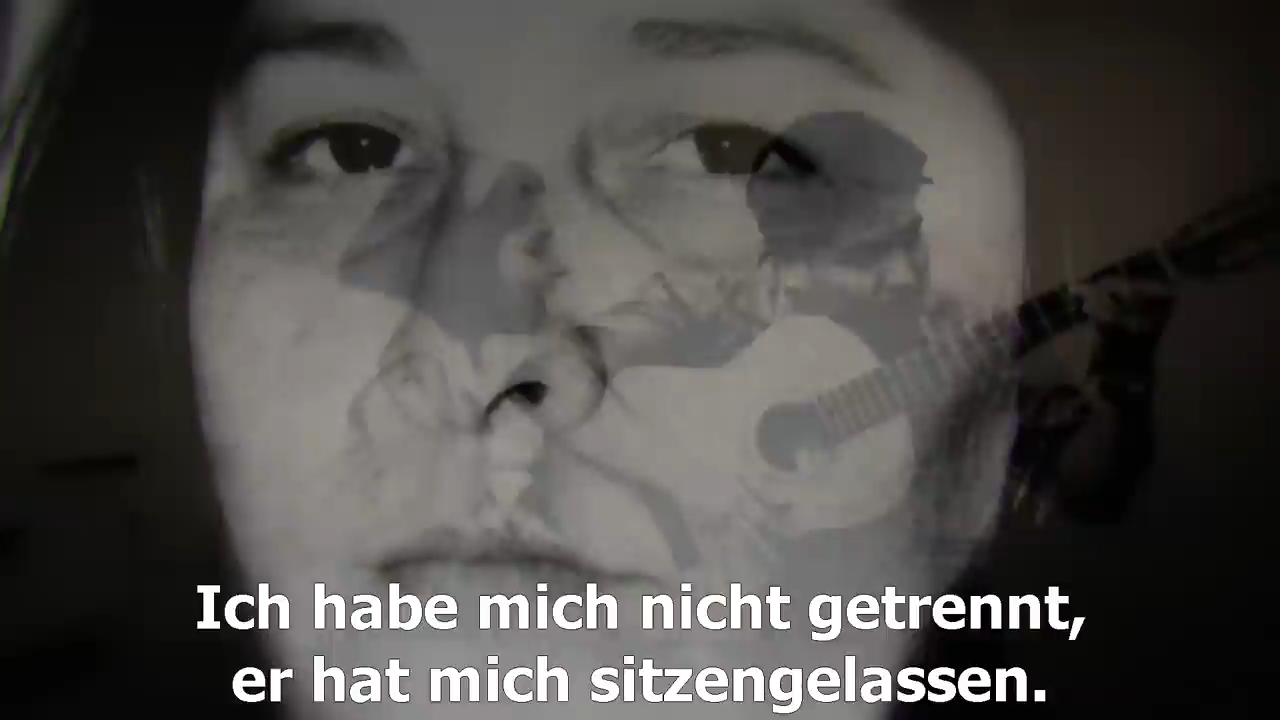 Ich habe mich nicht getrennt,
er hat mich sitzengelassen.